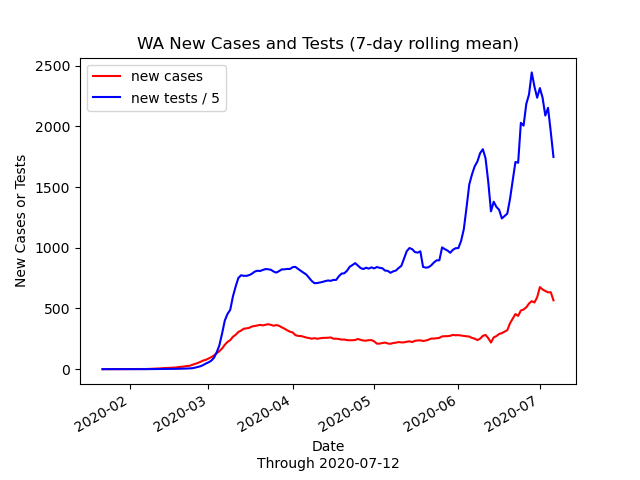 WA New Cases and Tests (7-day rolling mean)
new cases
new tests / 5
New Cases or Tests
2500
2000
1500
1000
500
0
2020-02
2020-03
2020-04
2020-05
2020-06
2020-07
Date
Through 2020-07-12